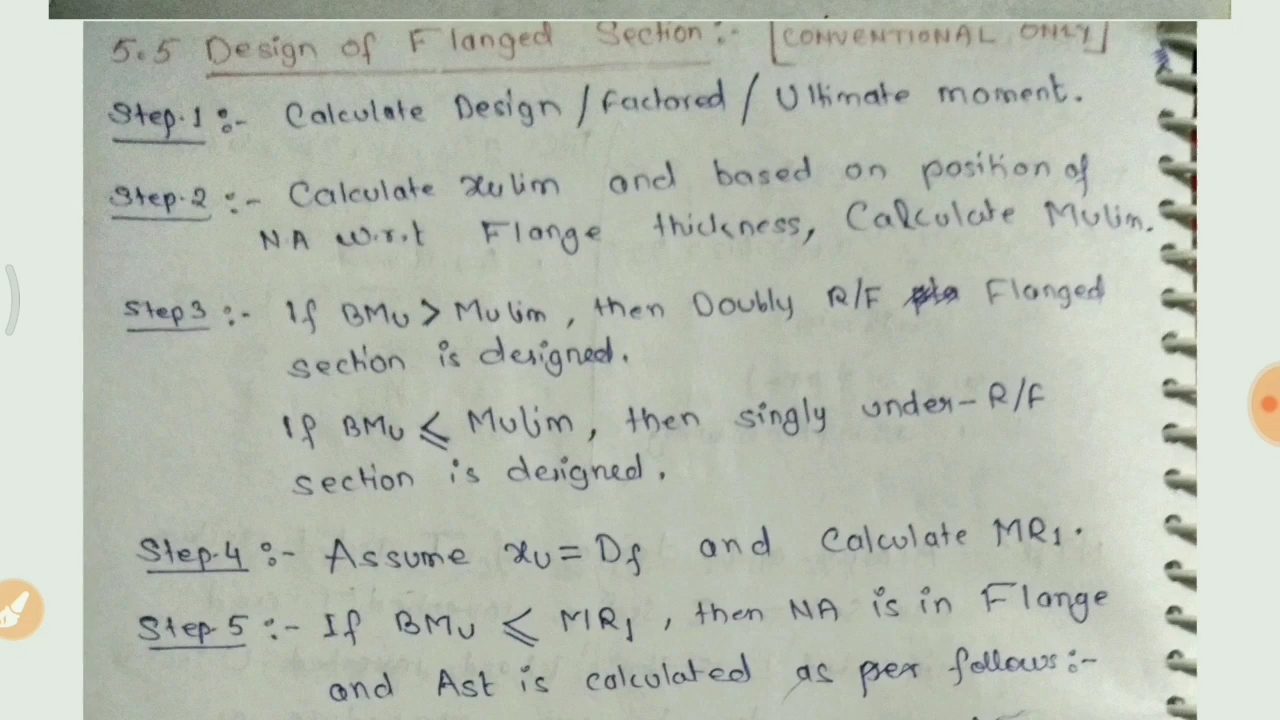 5.5 Design of Flanged Section:- [CONVENTIONAL ONLY]
Step.1 :- Calculate Design / Factored / Ultimate moment.
Step.2 :- Calculate xulim and based on position of
NA w.r.t Flange thickness, Calculate Mulim.
Step3 :- If BMu > Mulim, then Doubly R/F Flanged
section is designed.
If BMu ≤ Mulim, then singly under-R/F
section is designed.
Step.4 :- Assume xu = Df and Calculate MR1.
Step.5 :- If BMu ≤ MR1, then NA is in Flange
and Ast is calculated as per follows :-